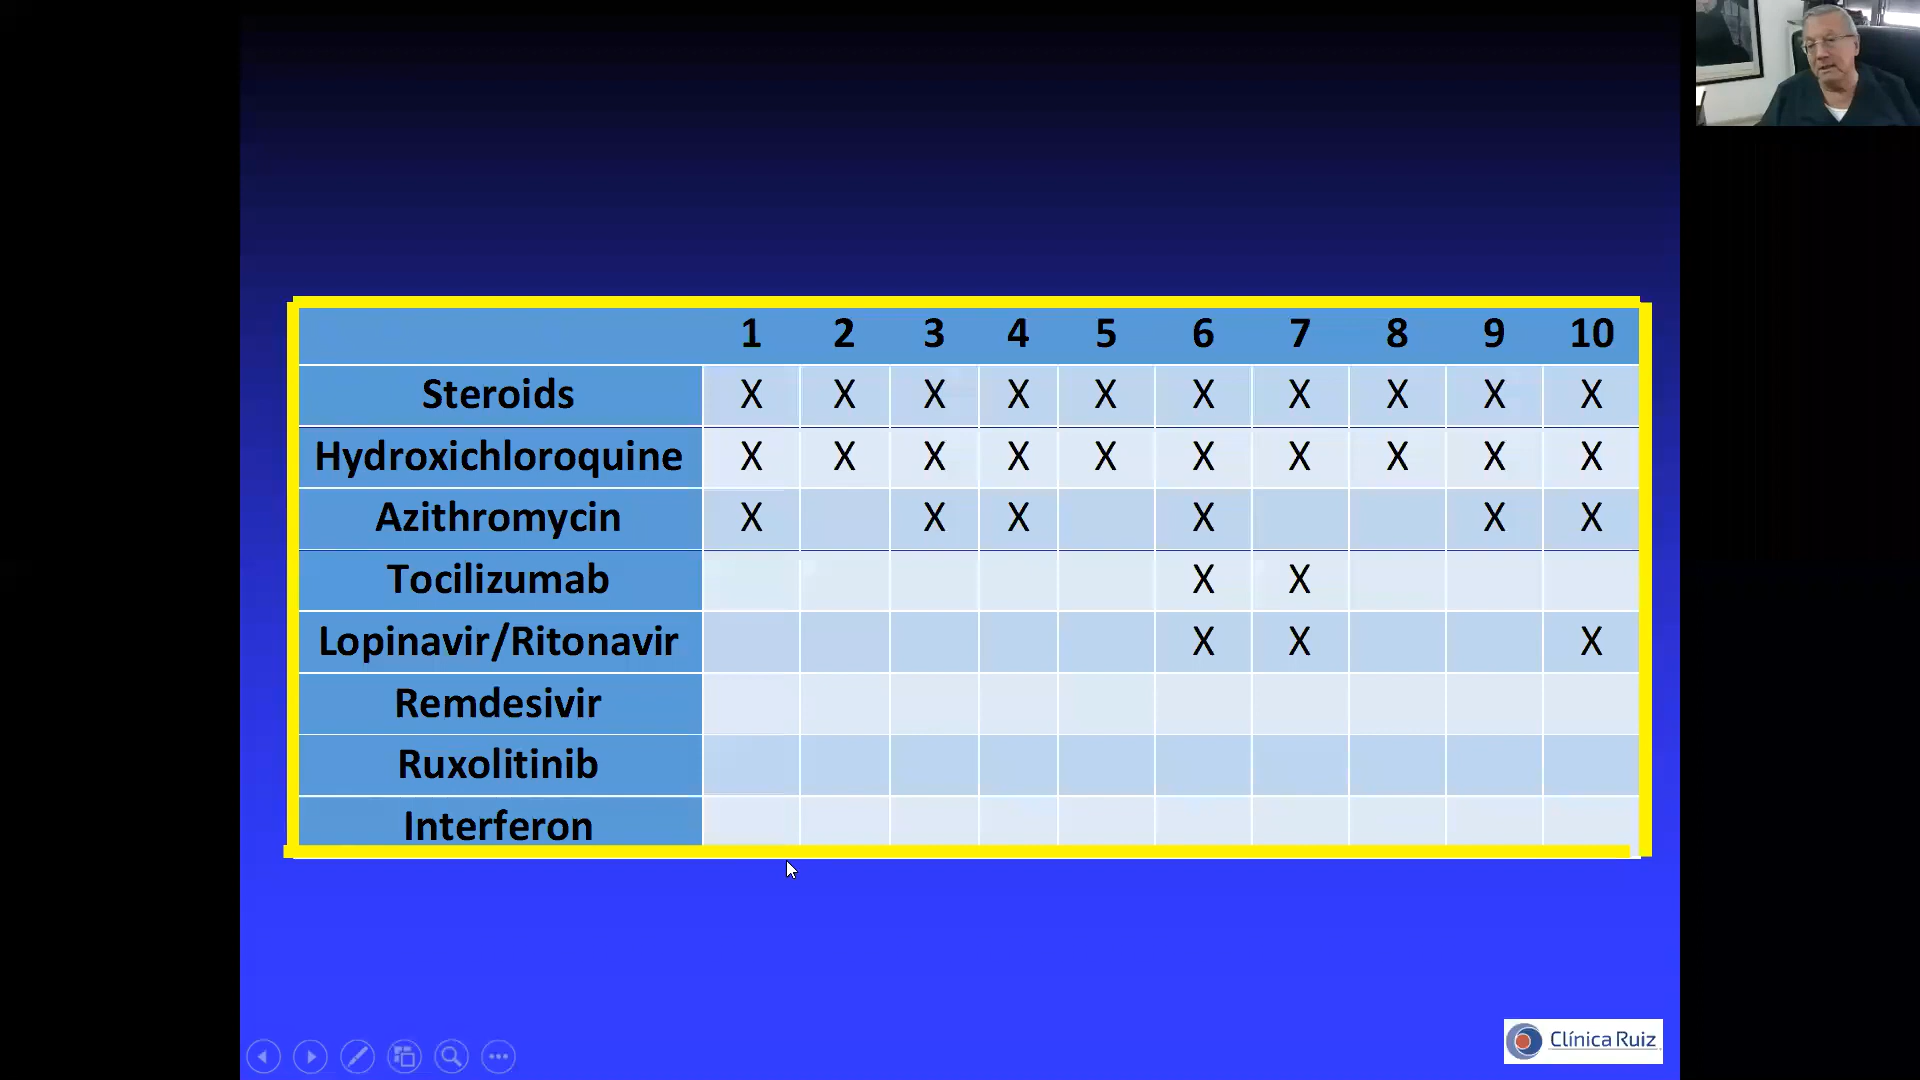 1 2 3 4 5 6 7 8 9 10
Steroids X X X X X X X X X X
Hydroxichloroquine X X X X X X X X X X
Azithromycin X X X X X X
Tocilizumab X X
Lopinavir/Ritonavir X X X
Remdesivir
Ruxolitinib
Interferon
Clínica Ruiz